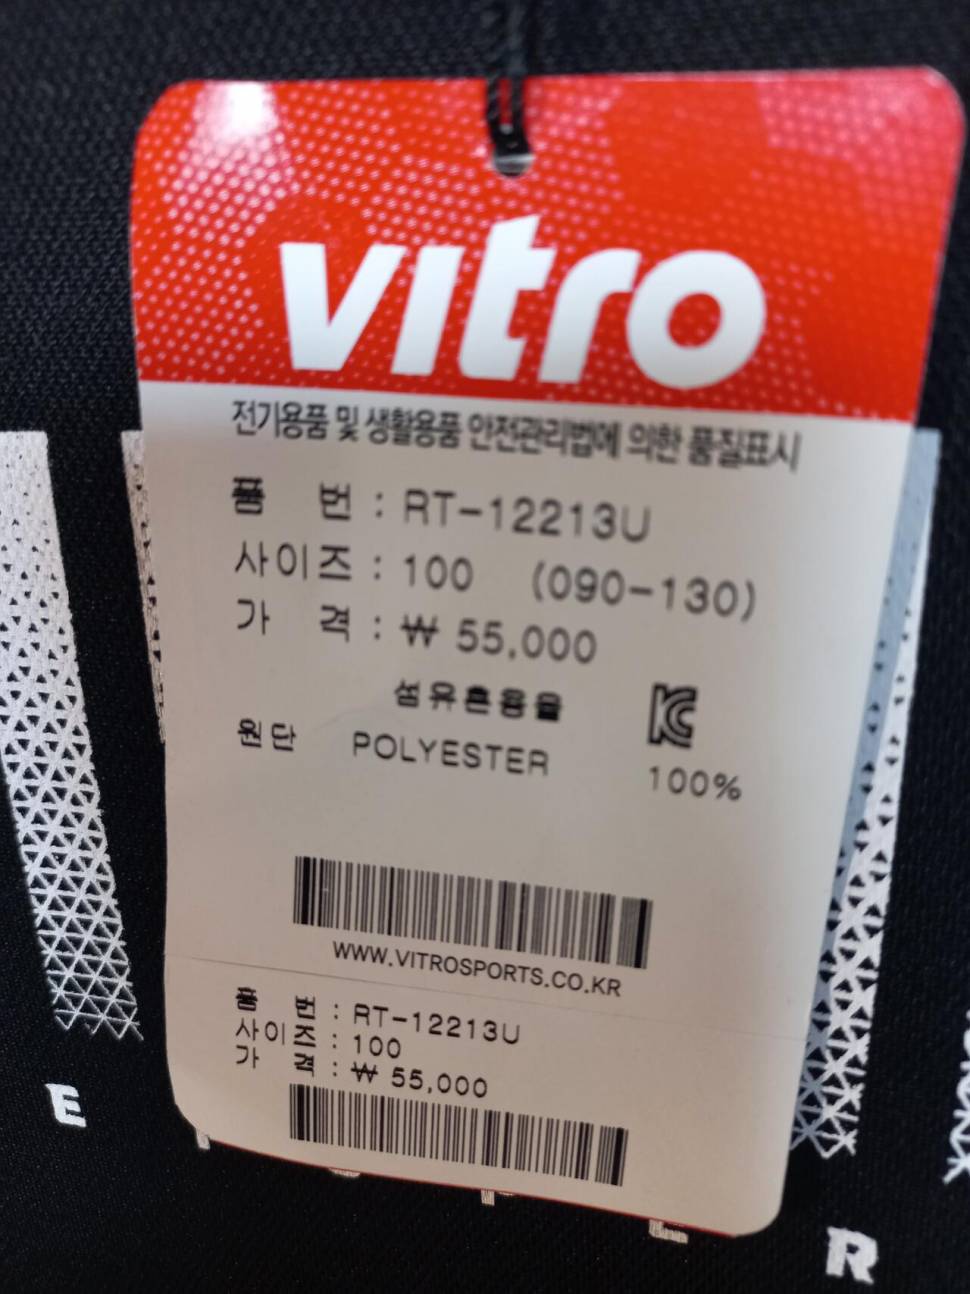 vitro
전기용품 및 생활용품 안전관리법에 의한 품질표시
품 번 : RT-12213U
사이즈 : 100 (090-130)
가 격 : ₩ 55,000
섬유혼용율
원단 POLYESTER 100%
WWW.VITROSPORTS.CO.KR
품 번 : RT-12213U
사이즈 : 100
가 격 : ₩ 55,000
E
R